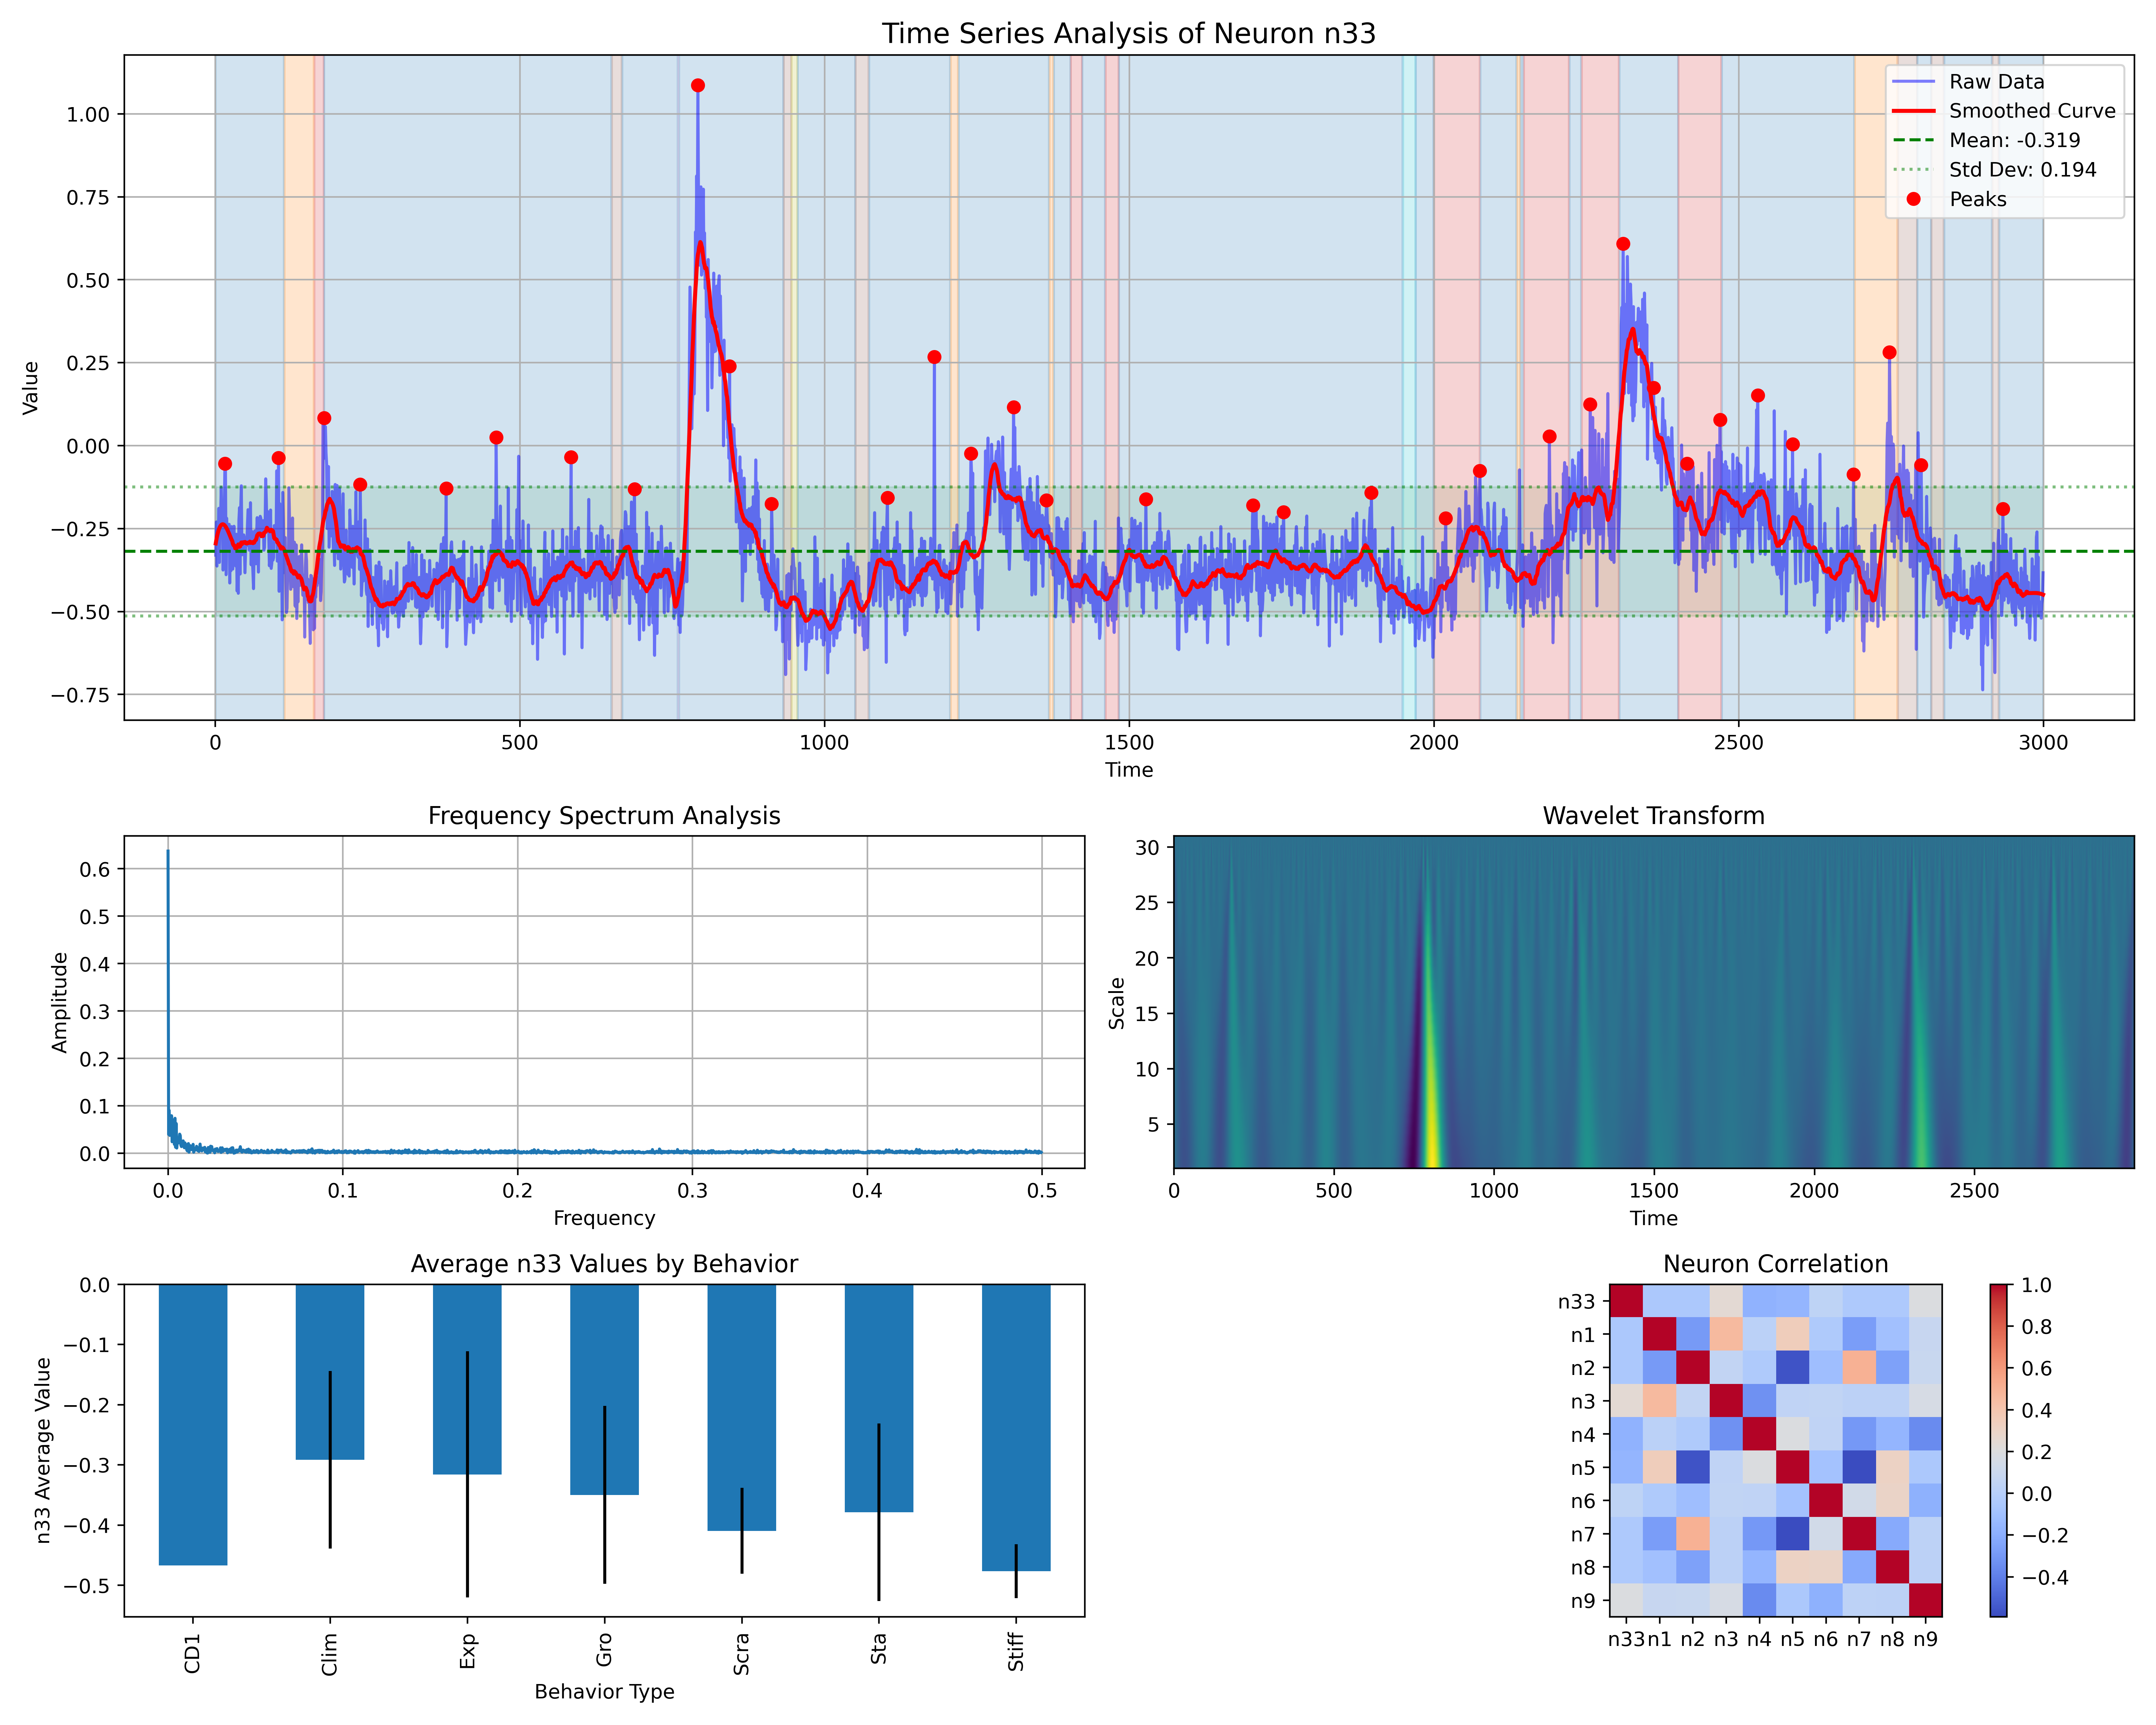 Time Series Analysis of Neuron n33
Value
1.00
0.75
0.50
0.25
0.00
−0.25
−0.50
−0.75
Raw Data
Smoothed Curve
Mean: -0.319
Std Dev: 0.194
Peaks
0 500 1000 1500 2000 2500 3000
Time
Frequency Spectrum Analysis
Amplitude
0.6
0.5
0.4
0.3
0.2
0.1
0.0
0.0 0.1 0.2 0.3 0.4 0.5
Frequency
Wavelet Transform
Scale
30
25
20
15
10
5
0 500 1000 1500 2000 2500
Time
Average n33 Values by Behavior
n33 Average Value
0.0
−0.1
−0.2
−0.3
−0.4
−0.5
CD1 Clim Exp Gro Scra Sta Stiff
Behavior Type
Neuron Correlation
n33
n1
n2
n3
n4
n5
n6
n7
n8
n9
n33 n1 n2 n3 n4 n5 n6 n7 n8 n9
1.0
0.8
0.6
0.4
0.2
0.0
−0.2
−0.4